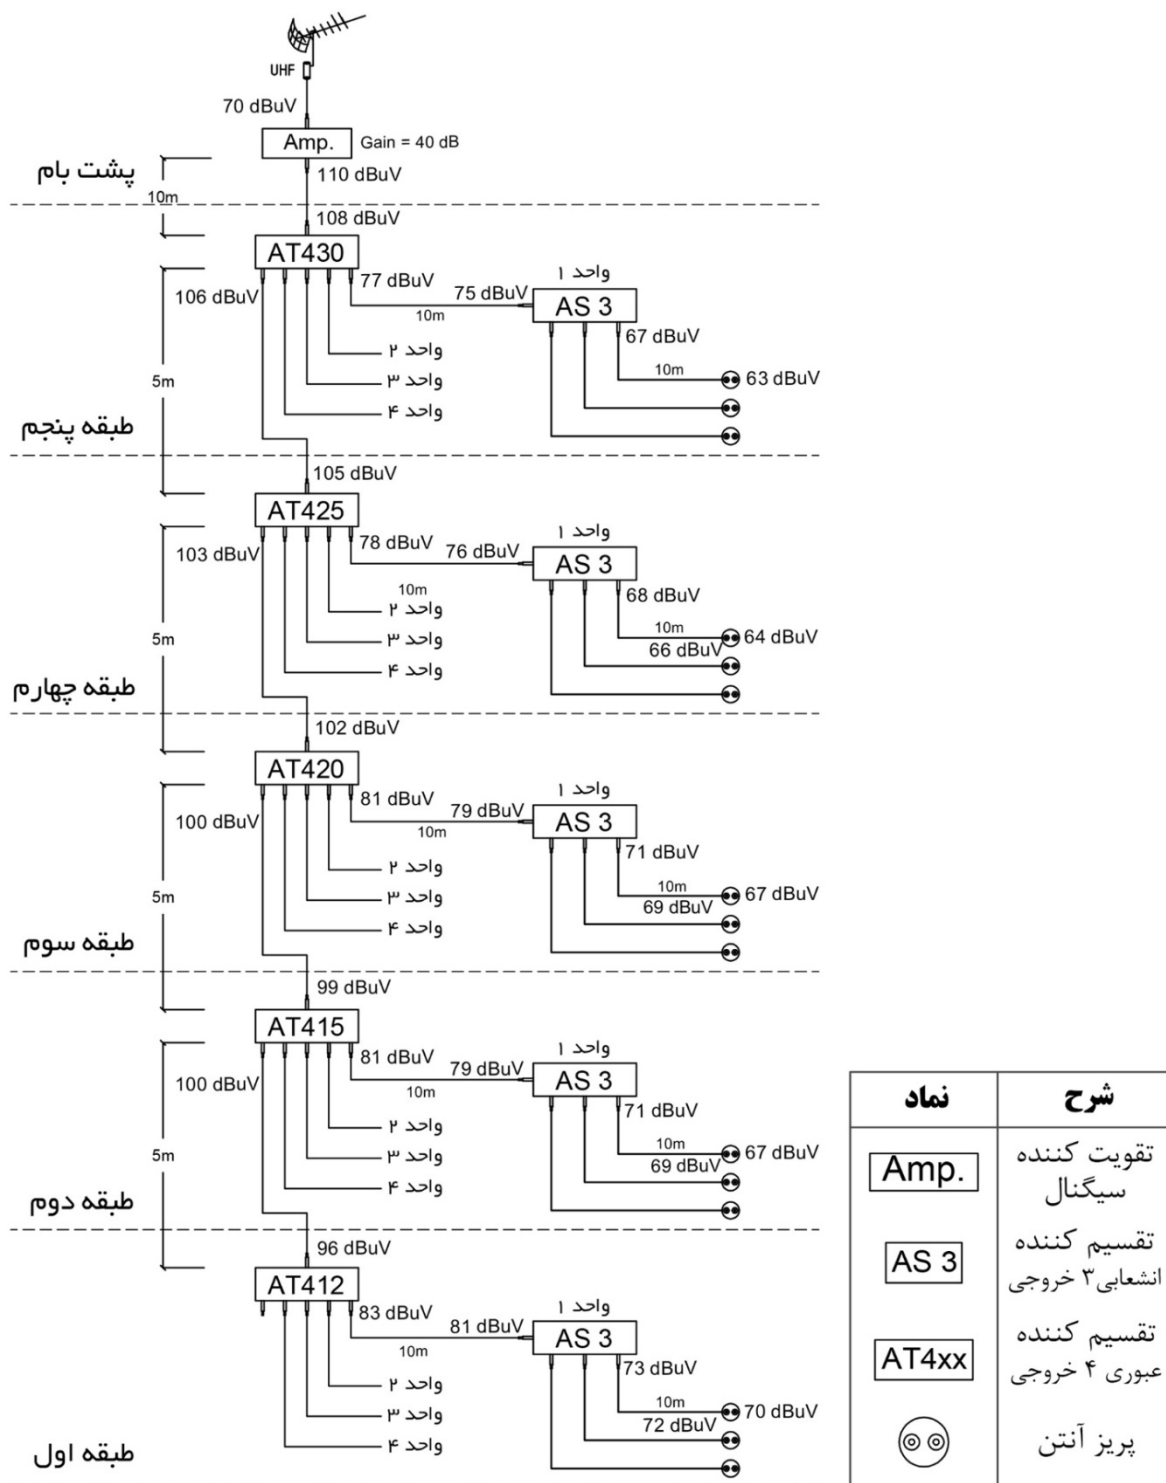 UHF
70 dBuV
Amp.
Gain = 40 dB
110 dBuV
پشت بام
10m
108 dBuV
AT430
77 dBuV
106 dBuV
واحد ۱
75 dBuV
AS 3
10m
67 dBuV
واحد ۲
10m
63 dBuV
5m
واحد ۳
واحد ۴
طبقه پنجم
105 dBuV
AT425
واحد ۱
103 dBuV
78 dBuV
76 dBuV
AS 3
10m
68 dBuV
واحد ۲
10m
64 dBuV
5m
واحد ۳
66 dBuV
واحد ۴
طبقه چهارم
102 dBuV
AT420
واحد ۱
100 dBuV
81 dBuV
79 dBuV
AS 3
10m
71 dBuV
واحد ۲
10m
67 dBuV
5m
واحد ۳
69 dBuV
واحد ۴
طبقه سوم
99 dBuV
AT415
واحد ۱
100 dBuV
81 dBuV
79 dBuV
AS 3
10m
71 dBuV
واحد ۲
10m
67 dBuV
5m
واحد ۳
69 dBuV
واحد ۴
طبقه دوم
96 dBuV
AT412
واحد ۱
83 dBuV
81 dBuV
AS 3
10m
73 dBuV
واحد ۲
10m
70 dBuV
واحد ۳
72 dBuV
واحد ۴
طبقه اول
شرح
نماد
تقویت کننده
سیگنال
Amp.
تقسیم کننده
انشعابی۳ خروجی
AS 3
تقسیم کننده
عبوری ۴ خروجی
AT4xx
پریز آنتن